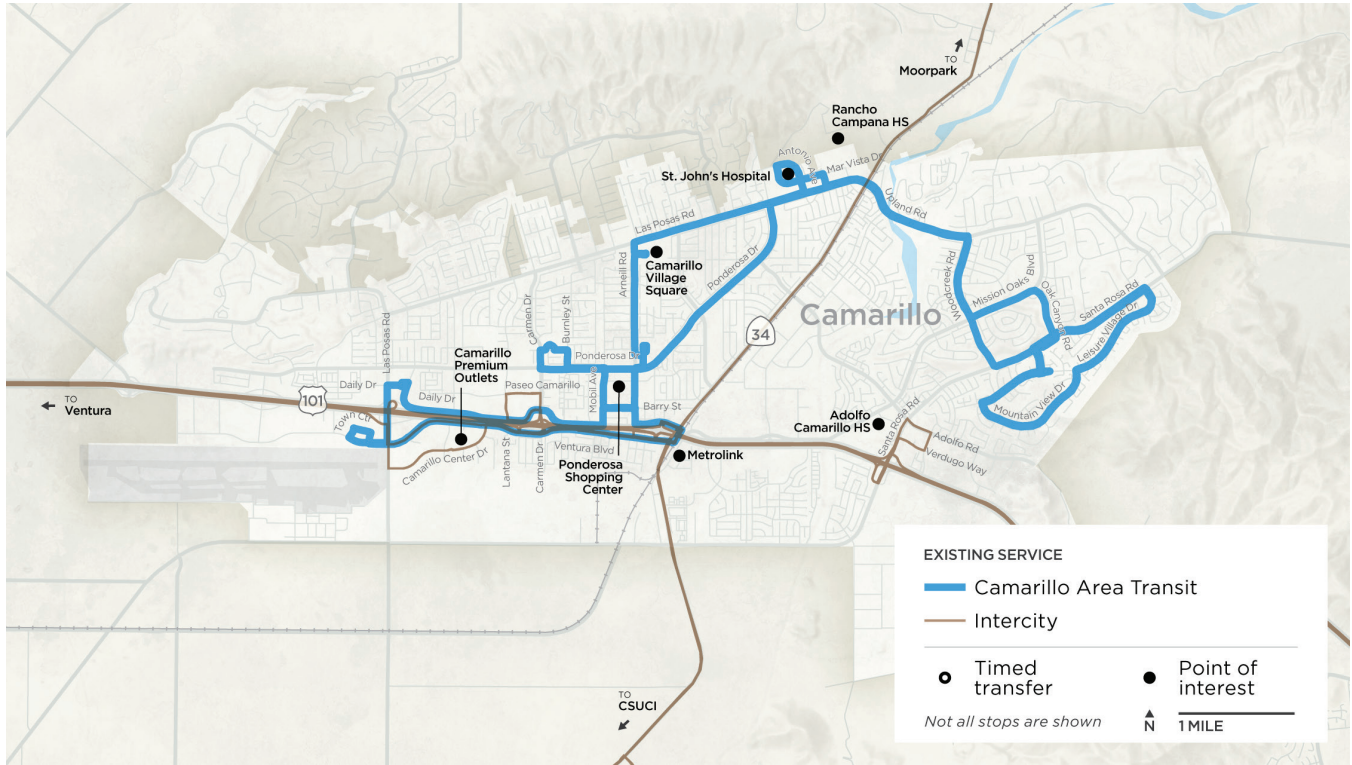 TO
Moorpark
Rancho
Campana HS
Antonio Ave
Mar Vista Dr
St. John's Hospital
Upland Rd
Las Posas Rd
Arneill Rd
Camarillo
Village
Square
Ponderosa Dr
Woodcreek Rd
Mission Oaks Blvd
Oak Canyon Rd
Santa Rosa Rd
Leisure Village Dr
Camarillo
34
Carmen Dr
Burnley St
Las Posas Rd
Camarillo
Premium
Outlets
Ponderosa Dr
Daily Dr
Daily Dr
Paseo Camarillo
Mobil Ave
Barry St
Mountain View Dr
TO
Ventura
101
Town Ctr
Adolfo
Camarillo HS
Santa Rosa Rd
Adolfo Rd
Verdugo Way
Camarillo Center Dr
Lantana St
Carmen Dr
Ventura Blvd
Ponderosa
Shopping
Center
Metrolink
TO
CSUCI
EXISTING SERVICE
Camarillo Area Transit
Intercity
Timed
transfer
Point of
interest
Not all stops are shown
N
1 MILE